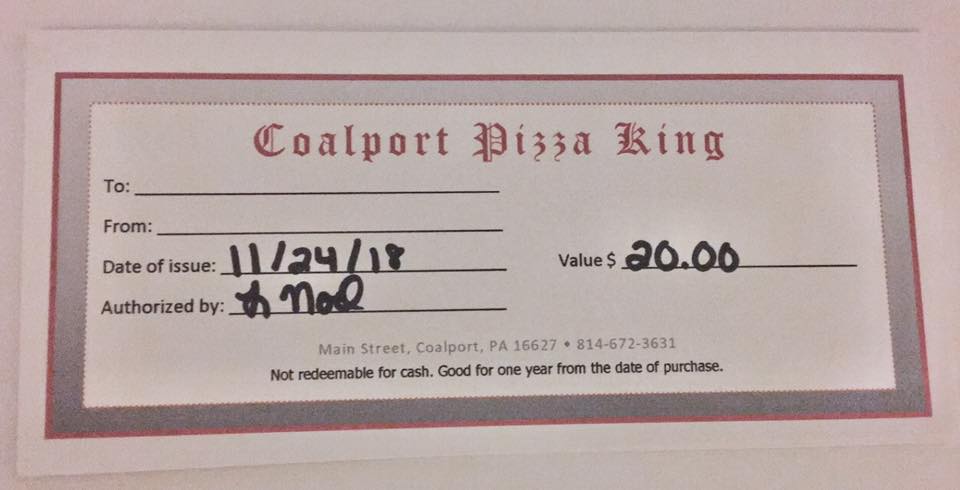 Coalport Pizza King
To:
From:
Date of issue: 11/24/18
Value $ 20.00
Authorized by:
Main Street, Coalport, PA 16627 • 814-672-3631
Not redeemable for cash. Good for one year from the date of purchase.